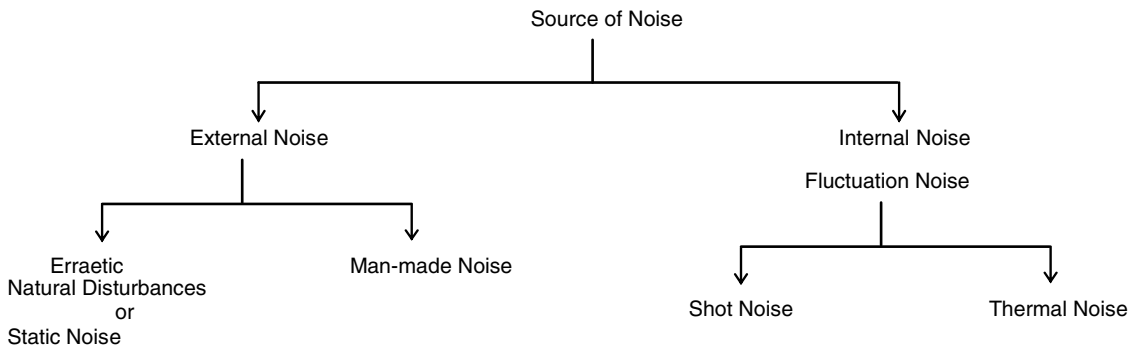 Source of Noise
External Noise
Internal Noise
Fluctuation Noise
Erraetic
Natural Disturbances
or
Static Noise
Man-made Noise
Shot Noise
Thermal Noise